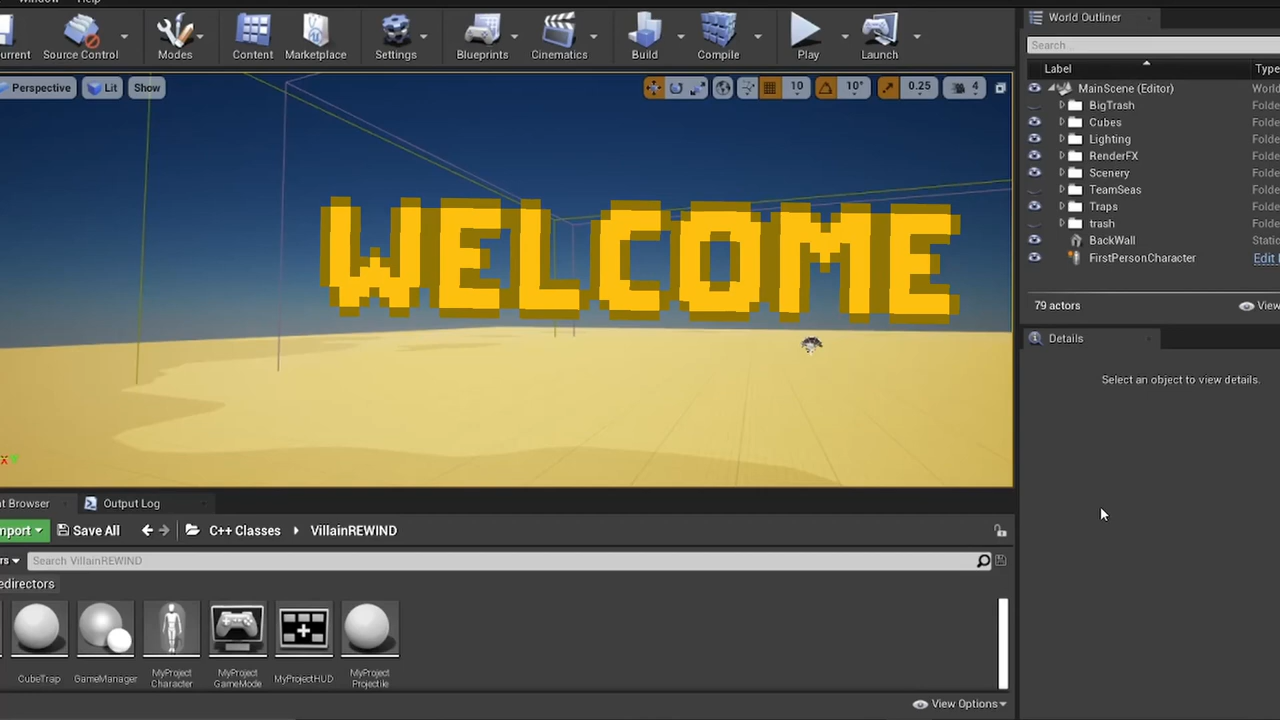 Window Help
urrent Source Control Modes Content Marketplace Settings Blueprints Cinematics Build Compile Play Launch
World Outliner
Search
Label Type
Perspective Lit Show 10 10° 0.25 4
MainScene (Editor) World
BigTrash Folde
Cubes Folde
Lighting Folde
RenderFX Folde
Scenery Folde
TeamSeas Folde
Traps Folde
trash Folde
BackWall Static
FirstPersonCharacter Edit
WELCOME
79 actors View
Details
Select an object to view details.
X
nt Browser Output Log
mport Save All C++ Classes VillainREWIND
rs Search VillainREWIND
edirectors
CubeTrap
GameManager
MyProject
Character
MyProject
GameMode
MyProjectHUD
MyProject
Projectile
View Options